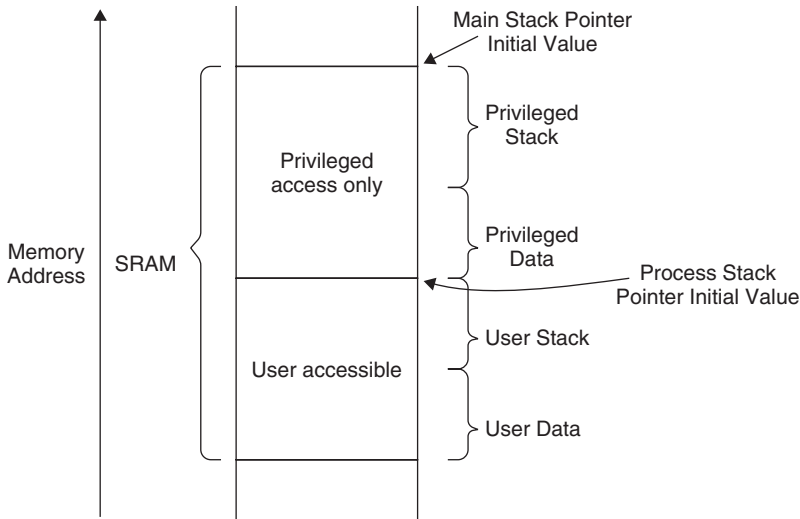 Main Stack Pointer
Initial Value
Privileged
Stack
Privileged
access only
Privileged
Data
Memory
Address
SRAM
Process Stack
Pointer Initial Value
User Stack
User accessible
User Data